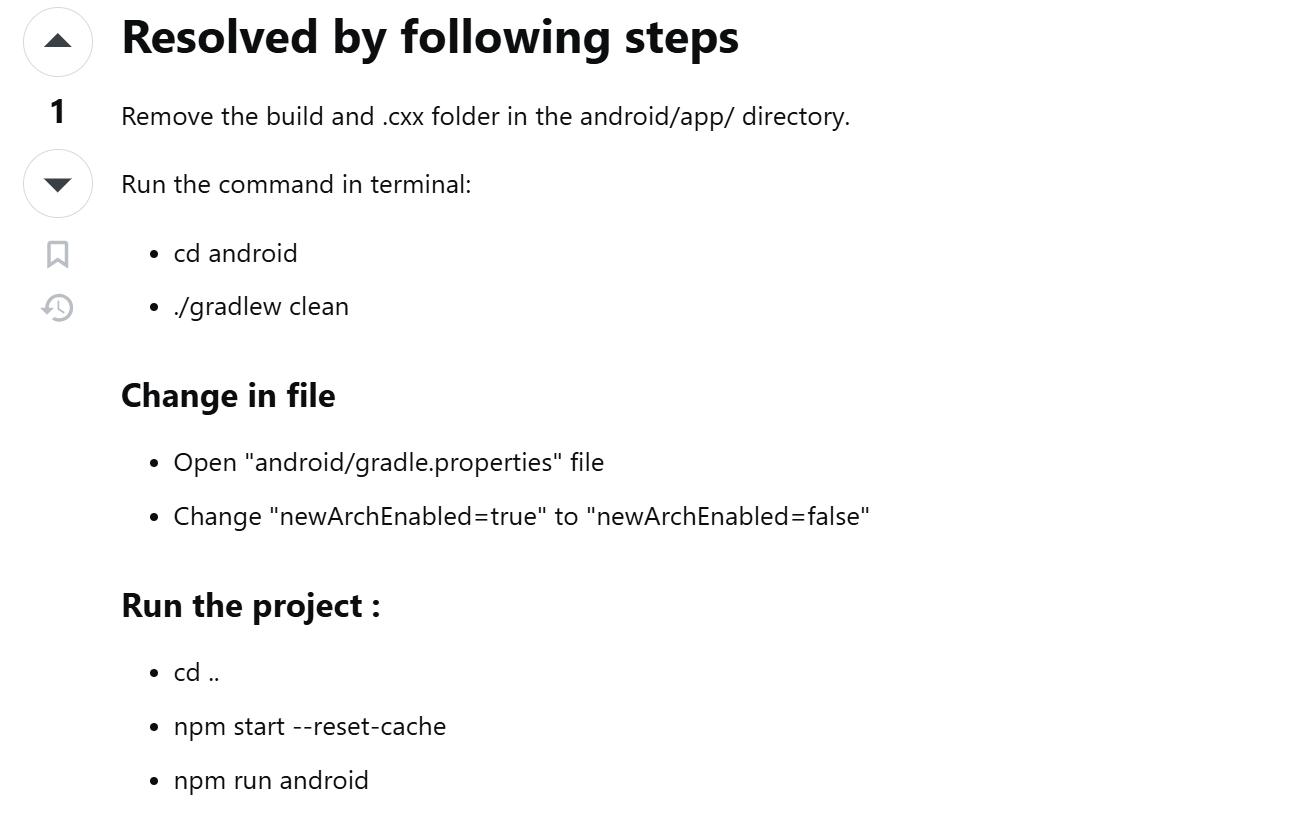 Resolved by following steps
1
Remove the build and .cxx folder in the android/app/ directory.
Run the command in terminal:
• cd android
• ./gradlew clean
Change in file
• Open "android/gradle.properties" file
• Change "newArchEnabled=true" to "newArchEnabled=false"
Run the project :
• cd ..
• npm start --reset-cache
• npm run android